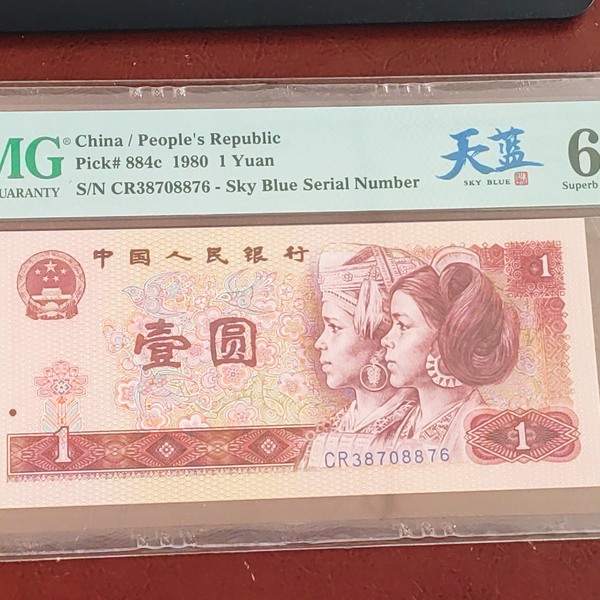 MG®
China / People's Republic
Pick# 884c 1980 1 Yuan
UARANTY
S/N CR38708876 - Sky Blue Serial Number
天蓝
SKY BLUE
6
Superb
中国人民银行
1
壹圆
1
1
CR38708876